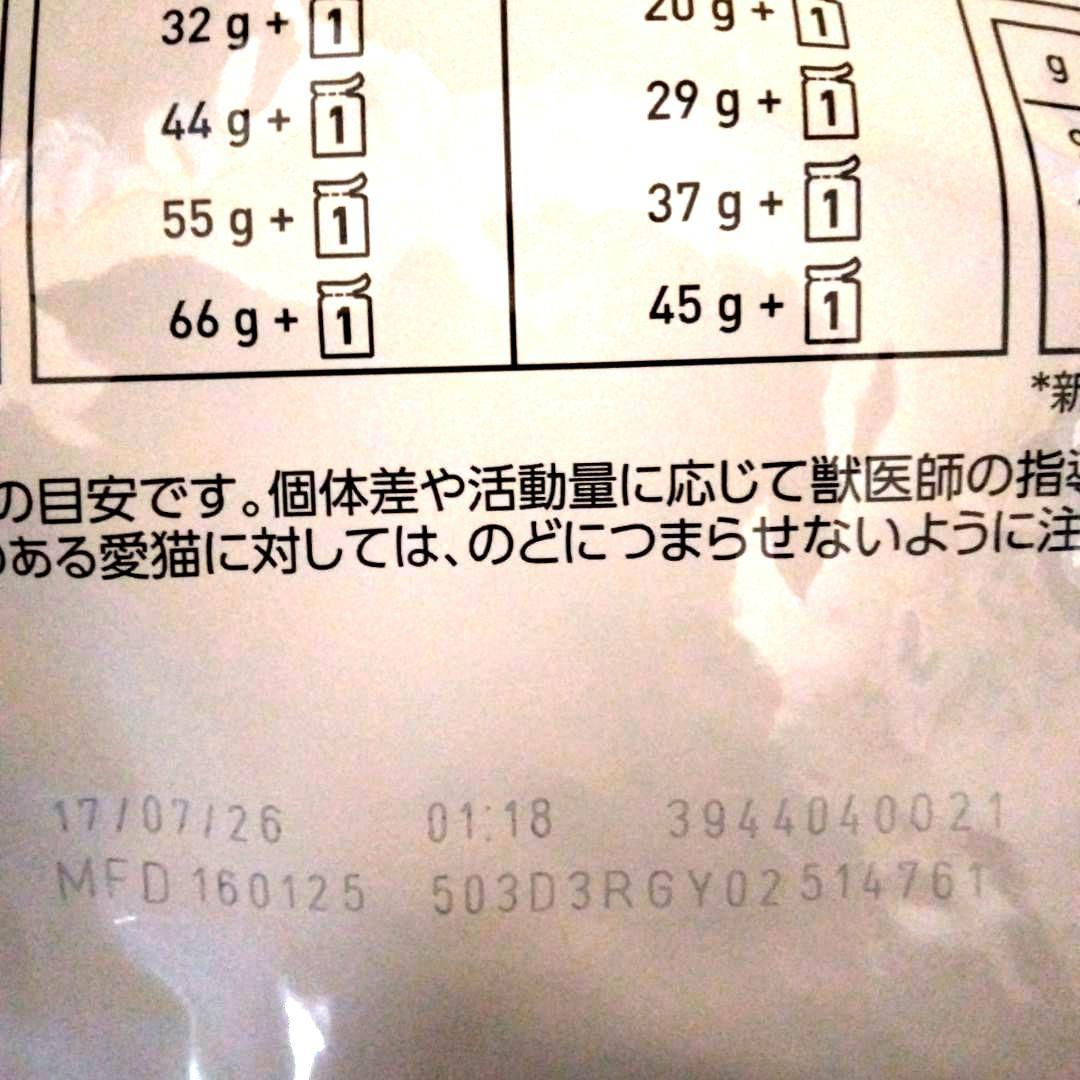 32 g + 1
20 g + 1
44 g + 1
29 g + 1
55 g + 1
37 g + 1
66 g + 1
45 g + 1
g
*新
の目安です。個体差や活動量に応じて獣医師の指導
のある愛猫に対しては、のどにつまらせないように注
17/07/26 01:18 3944040021
MFD 160125 503D3RGY02514761